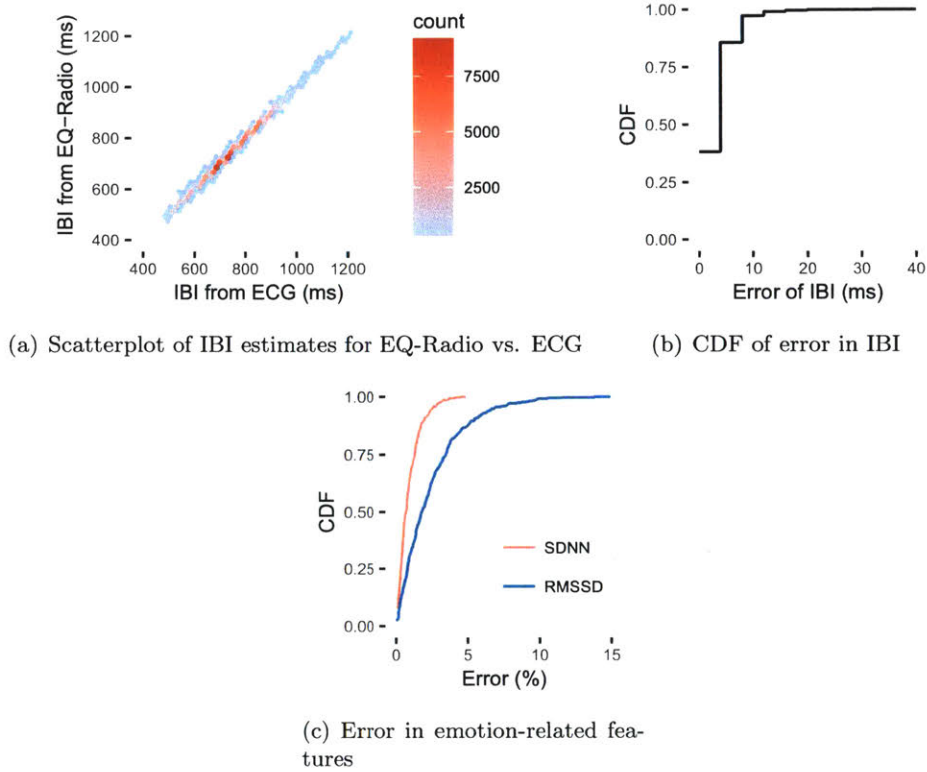 count
IBI from EQ-Radio (ms)
1200
1000
800
600
400
400 600 800 1000 1200
IBI from ECG (ms)
7500
5000
2500
CDF
1.00
0.75
0.50
0.25
0.00
0 10 20 30 40
Error of IBI (ms)
(a) Scatterplot of IBI estimates for EQ-Radio vs. ECG
(b) CDF of error in IBI
CDF
1.00
0.75
0.50
0.25
0.00
SDNN
RMSSD
0 5 10 15
Error (%)
(c) Error in emotion-related fea-
tures